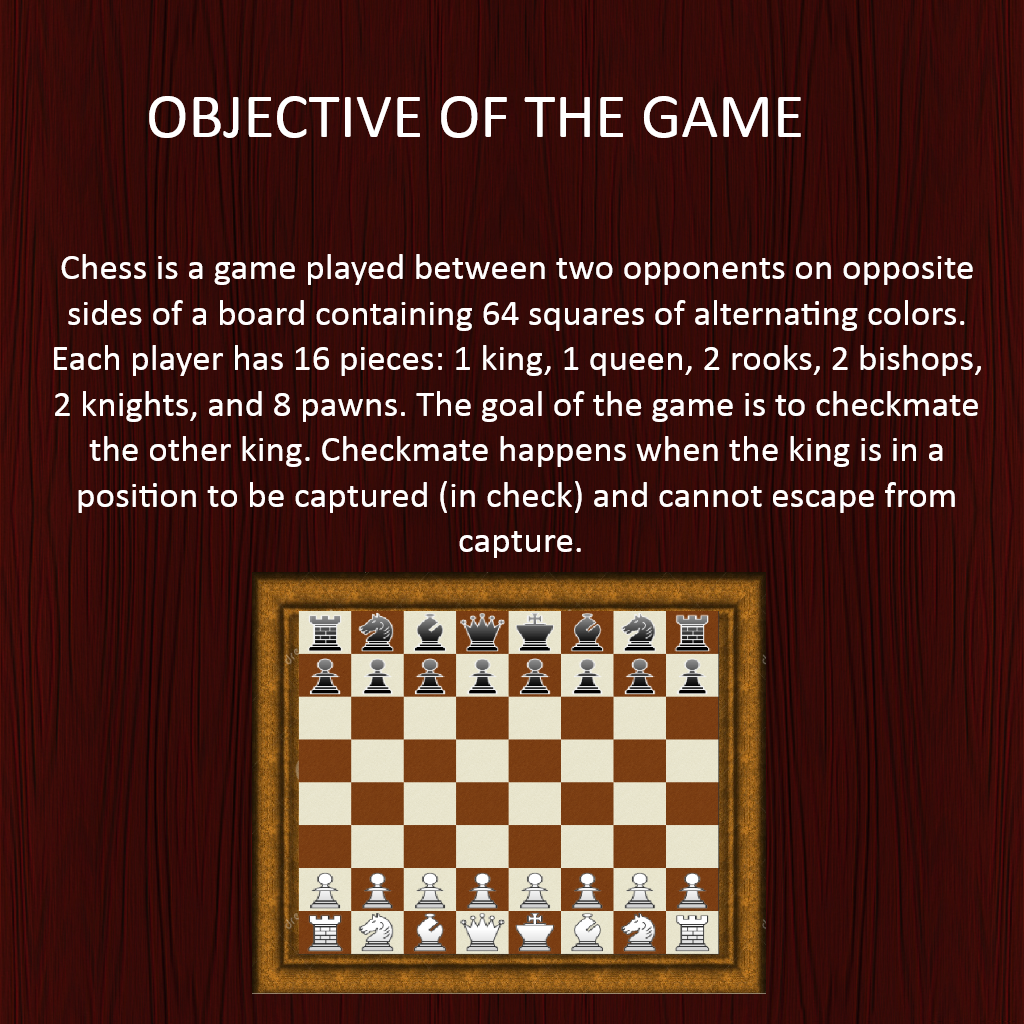 OBJECTIVE OF THE GAME
Chess is a game played between two opponents on opposite
sides of a board containing 64 squares of alternating colors.
Each player has 16 pieces: 1 king, 1 queen, 2 rooks, 2 bishops,
2 knights, and 8 pawns. The goal of the game is to checkmate
the other king. Checkmate happens when the king is in a
position to be captured (in check) and cannot escape from
capture.